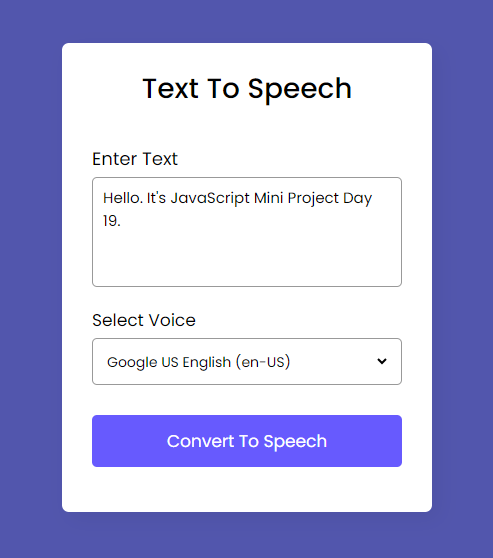 Text To Speech
Enter Text
Hello. It's JavaScript Mini Project Day
19.
Select Voice
Google US English (en-US)
Convert To Speech